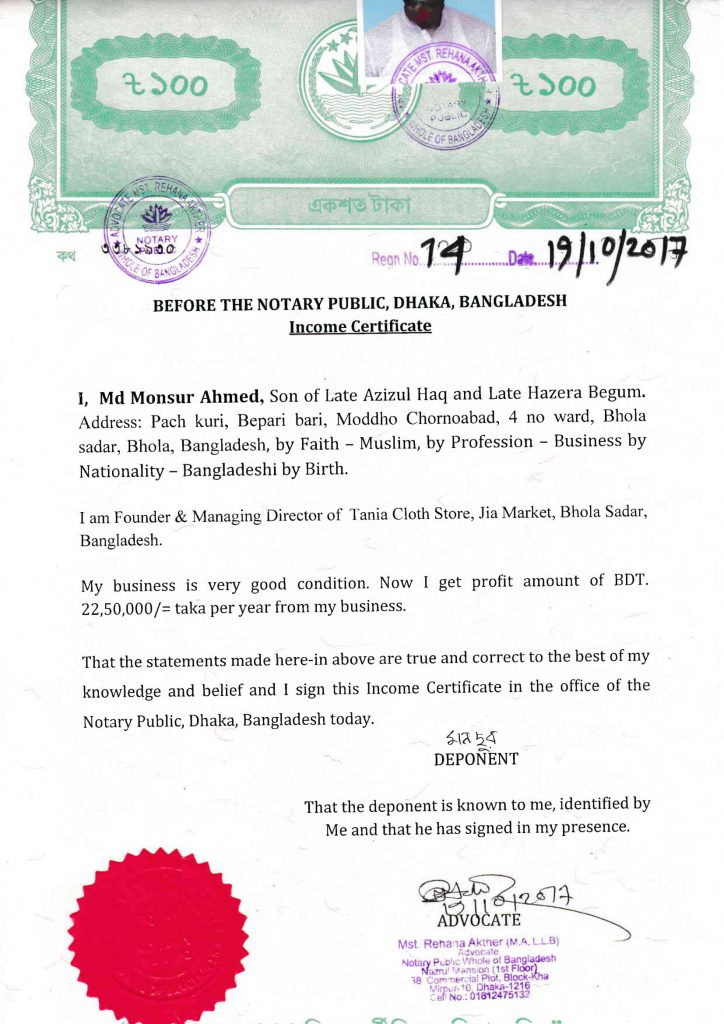 ৳১০০
৳১০০
ADVOCATE MST. REHANA AKTHER
NOTARY
PUBLIC
WHOLE OF BANGLADESH
একশত টাকা
ADVOCATE MST. REHANA AKTHER
NOTARY
PUBLIC
WHOLE OF BANGLADESH
কথ
Regn No. 14 Date 19/10/2017
BEFORE THE NOTARY PUBLIC, DHAKA, BANGLADESH
Income Certificate
I, Md Monsur Ahmed, Son of Late Azizul Haq and Late Hazera Begum.
Address: Pach kuri, Bepari bari, Moddho Chornoabad, 4 no ward, Bhola
sadar, Bhola, Bangladesh, by Faith – Muslim, by Profession – Business by
Nationality – Bangladeshi by Birth.
I am Founder & Managing Director of Tania Cloth Store, Jia Market, Bhola Sadar,
Bangladesh.
My business is very good condition. Now I get profit amount of BDT.
22,50,000/= taka per year from my business.
That the statements made here-in above are true and correct to the best of my
knowledge and belief and I sign this Income Certificate in the office of the
Notary Public, Dhaka, Bangladesh today.
মনছুর
DEPONENT
That the deponent is known to me, identified by
Me and that he has signed in my presence.
19/10/2017
ADVOCATE
Mst. Rehana Akther (M.A, L.L.B)
Advocate
Notary Public Whole of Bangladesh
Nazrul Mansion (1st Floor)
38 Commercial Plot, Block-Kha
Mirpur-10, Dhaka-1216
Cell No.: 01812475132